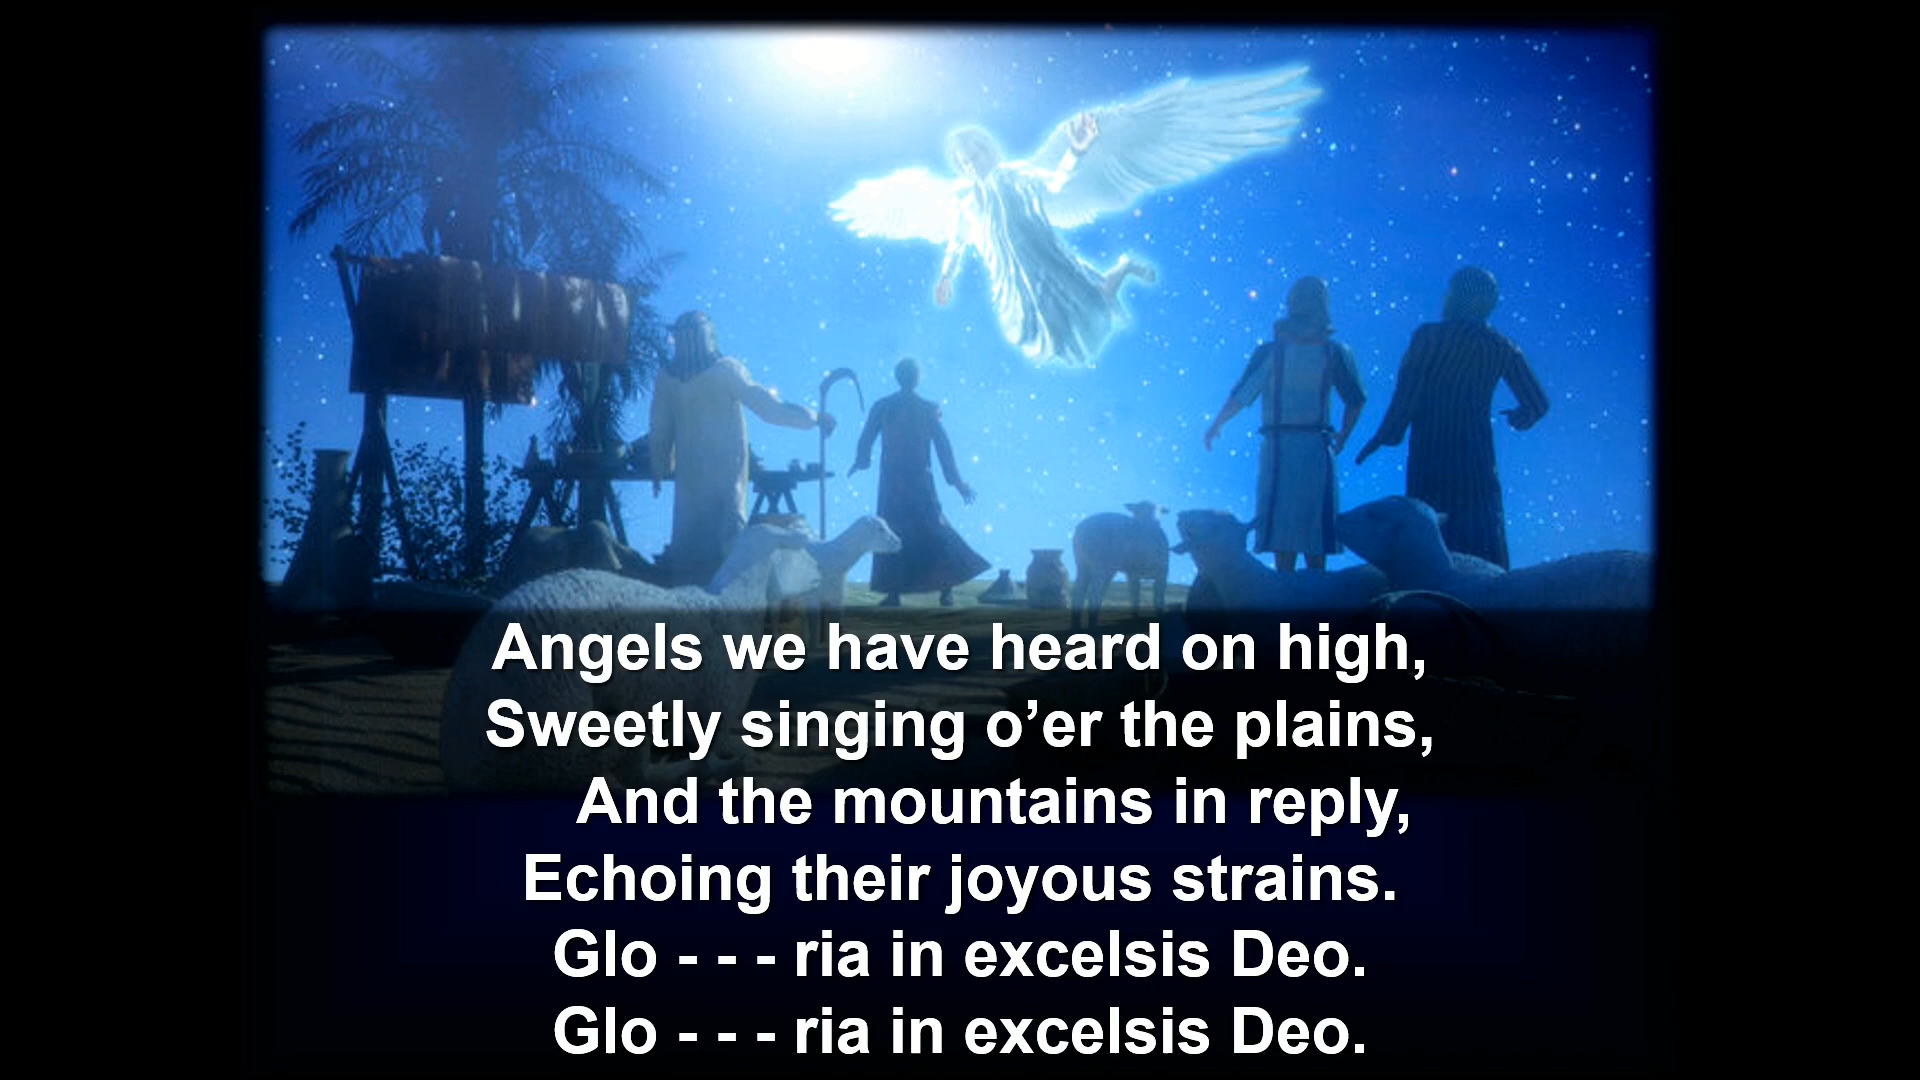 Angels we have heard on high,
Sweetly singing o’er the plains,
And the mountains in reply,
Echoing their joyous strains.
Glo - - - ria in excelsis Deo.
Glo - - - ria in excelsis Deo.